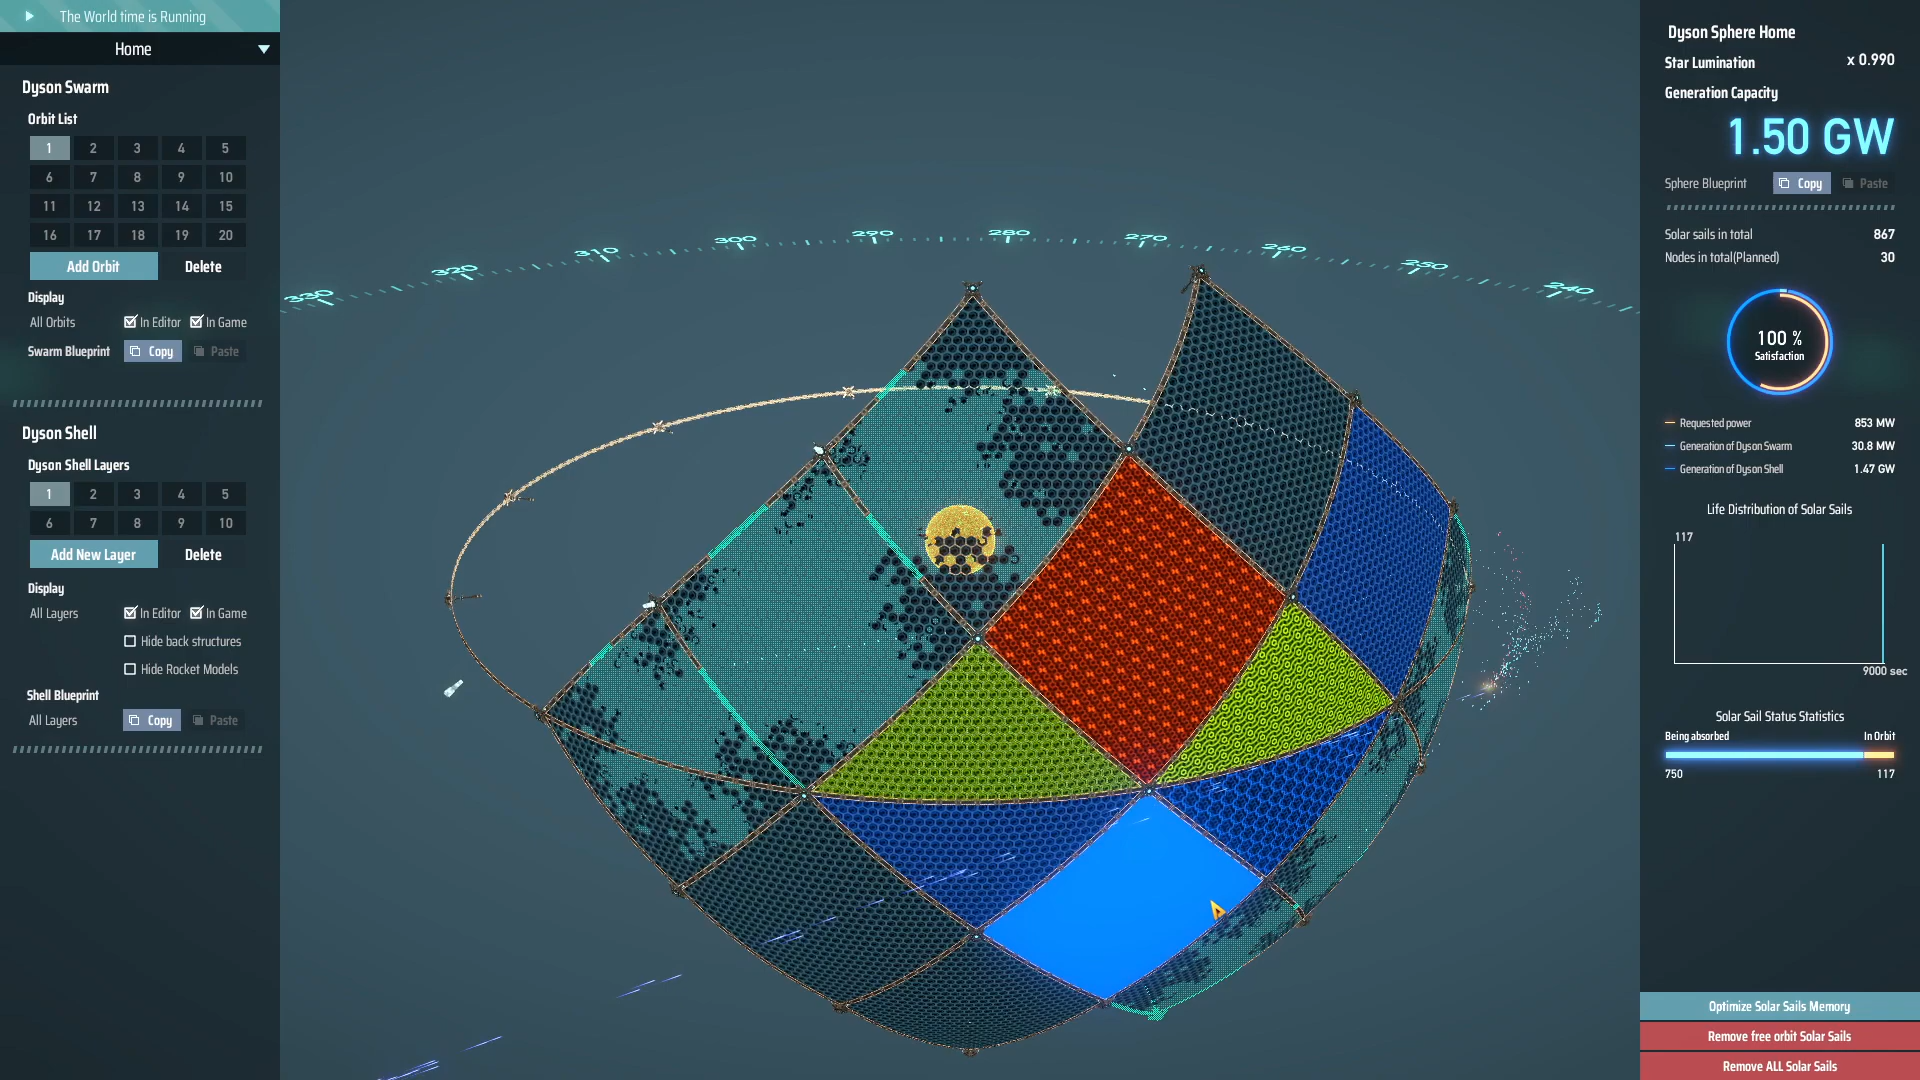 The World time is Running
Home
Dyson Swarm
Orbit List
1 2 3 4 5
6 7 8 9 10
11 12 13 14 15
16 17 18 19 20
Add Orbit Delete
Display
All Orbits In Editor In Game
Swarm Blueprint Copy Paste
Dyson Shell
Dyson Shell Layers
1 2 3 4 5
6 7 8 9 10
Add New Layer Delete
Display
All Layers In Editor In Game
Hide back structures
Hide Rocket Models
Shell Blueprint
All Layers Copy Paste
330 320 310 300 290 280 270 260 250 240
Dyson Sphere Home
Star Lumination x 0.990
Generation Capacity
1.50 GW
Sphere Blueprint Copy Paste
Solar sails in total 867
Nodes in total(Planned) 30
100 %
Satisfaction
Requested power 853 MW
Generation of Dyson Swarm 30.8 MW
Generation of Dyson Shell 1.47 GW
Life Distribution of Solar Sails
117
9000 sec
Solar Sail Status Statistics
Being absorbed In Orbit
750 117
Optimize Solar Sails Memory
Remove free orbit Solar Sails
Remove ALL Solar Sails